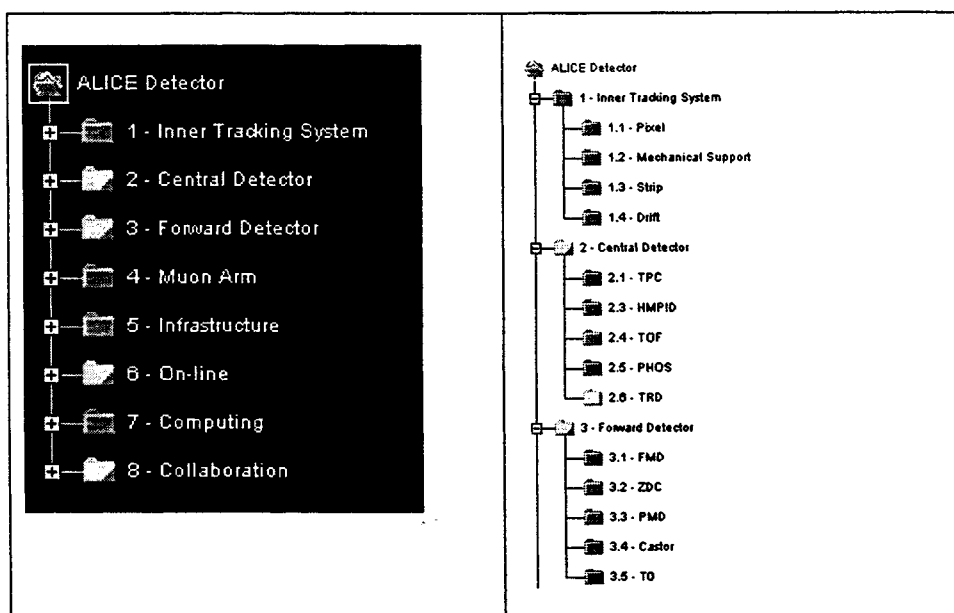 ALICE Detector
1 - Inner Tracking System
2 - Central Detector
3 - Forward Detector
4 - Muon Arm
5 - Infrastructure
6 - On-line
7 - Computing
8 - Collaboration
ALICE Detector
1 - Inner Tracking System
1.1 - Pixel
1.2 - Mechanical Support
1.3 - Strip
1.4 - Drift
2 - Central Detector
2.1 - TPC
2.3 - HMPID
2.4 - TOF
2.5 - PHOS
2.6 - TRD
3 - Forward Detector
3.1 - FMD
3.2 - ZDC
3.3 - PMD
3.4 - Castor
3.5 - T0